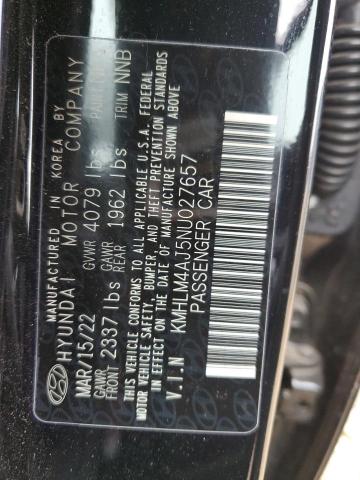 MANUFACTURED IN KOREA BY
HYUNDAI MOTOR COMPANY
MAR/15/22 GVWR 4079 lbs PAINT
GAWR FRONT 2337 lbs GAWR REAR 1962 lbs TRIM NNB
THIS VEHICLE CONFORMS TO ALL APPLICABLE U.S.A. FEDERAL
MOTOR VEHICLE SAFETY, BUMPER, AND THEFT PREVENTION STANDARDS
IN EFFECT ON THE DATE OF MANUFACTURE SHOWN ABOVE
V.I.N KMHLM4AJ5NU027657
PASSENGER CAR